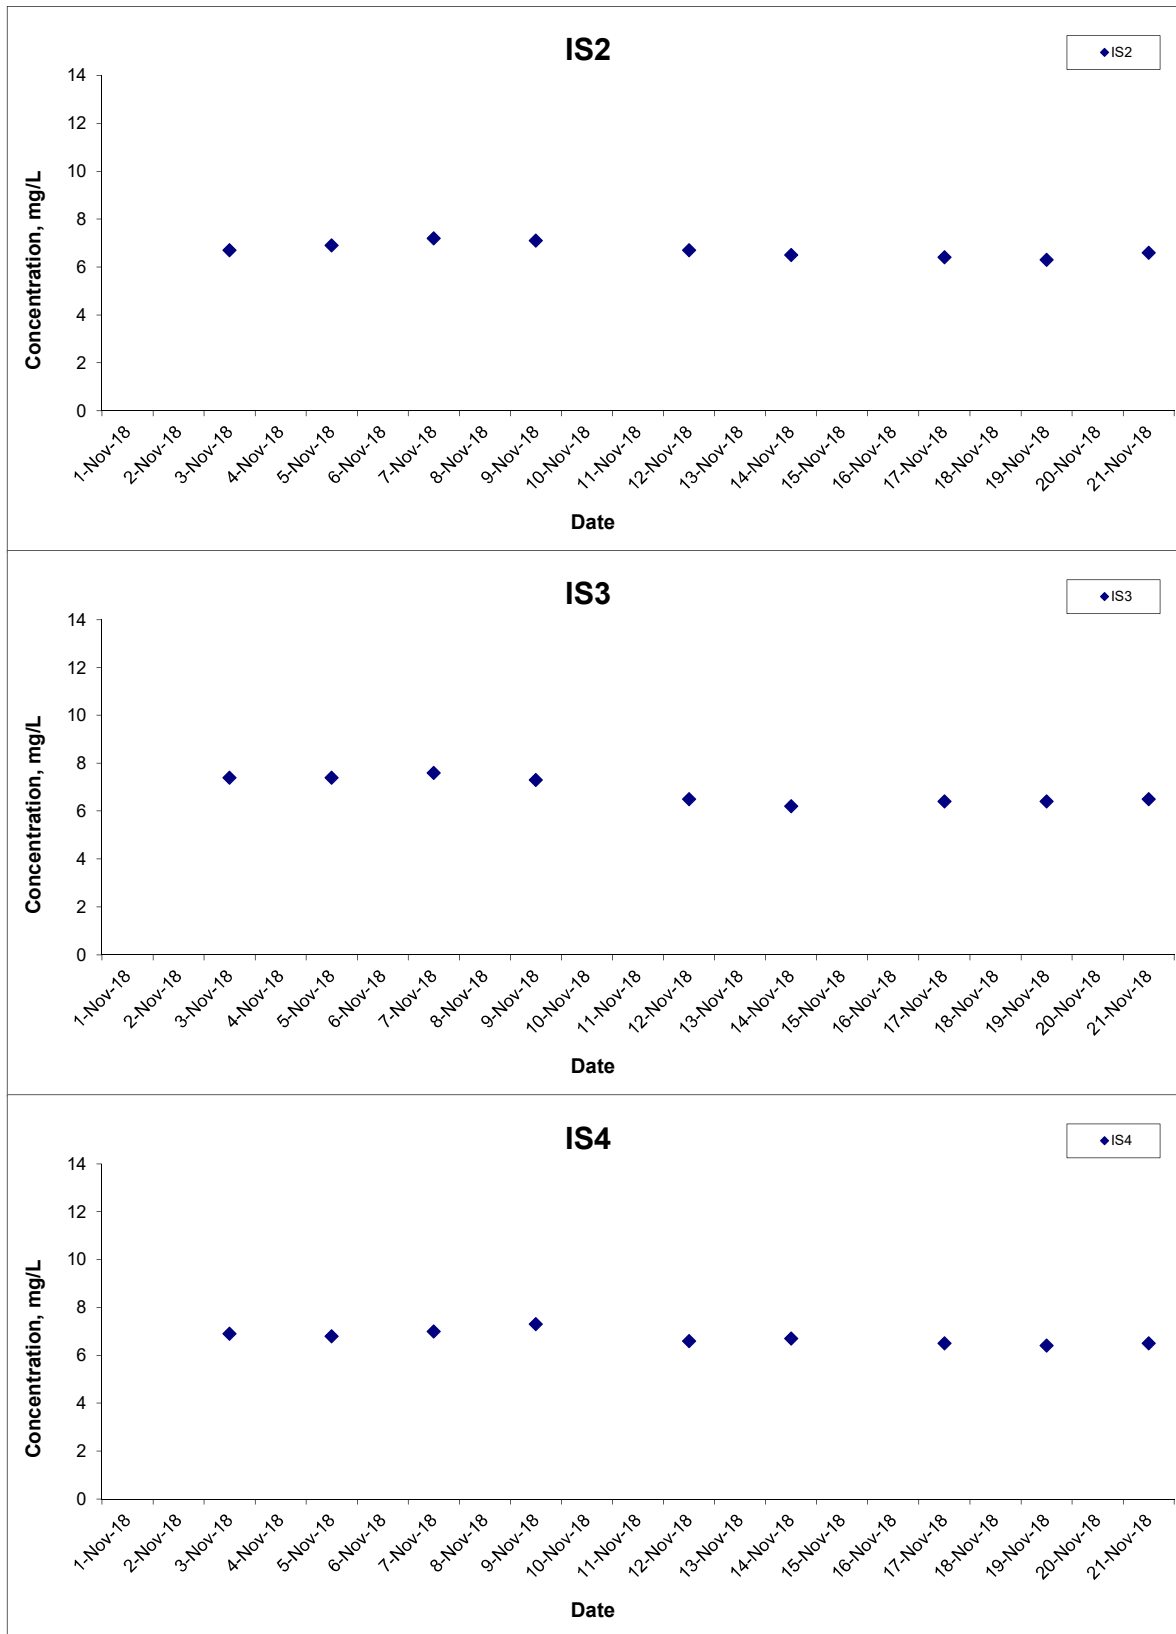 IS2
IS2
14
12
10
8
6
4
2
0
Concentration, mg/L
1-Nov-18
2-Nov-18
3-Nov-18
4-Nov-18
5-Nov-18
6-Nov-18
7-Nov-18
8-Nov-18
9-Nov-18
10-Nov-18
11-Nov-18
12-Nov-18
13-Nov-18
14-Nov-18
15-Nov-18
16-Nov-18
17-Nov-18
18-Nov-18
19-Nov-18
20-Nov-18
21-Nov-18
Date
IS3
IS3
14
12
10
8
6
4
2
0
Concentration, mg/L
1-Nov-18
2-Nov-18
3-Nov-18
4-Nov-18
5-Nov-18
6-Nov-18
7-Nov-18
8-Nov-18
9-Nov-18
10-Nov-18
11-Nov-18
12-Nov-18
13-Nov-18
14-Nov-18
15-Nov-18
16-Nov-18
17-Nov-18
18-Nov-18
19-Nov-18
20-Nov-18
21-Nov-18
Date
IS4
IS4
14
12
10
8
6
4
2
0
Concentration, mg/L
1-Nov-18
2-Nov-18
3-Nov-18
4-Nov-18
5-Nov-18
6-Nov-18
7-Nov-18
8-Nov-18
9-Nov-18
10-Nov-18
11-Nov-18
12-Nov-18
13-Nov-18
14-Nov-18
15-Nov-18
16-Nov-18
17-Nov-18
18-Nov-18
19-Nov-18
20-Nov-18
21-Nov-18
Date